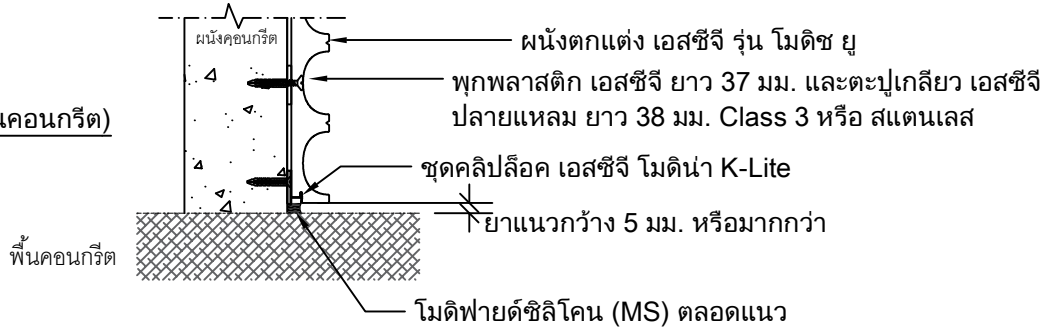 ผนังคอนกรีต
ผนังตกแต่ง เอสซีจี รุ่น โมดิช ยู
พุกพลาสติก เอสซีจี ยาว 37 มม. และตะปูเกลียว เอสซีจี
ปลายแหลม ยาว 38 มม. Class 3 หรือ สแตนเลส
นคอนกรีต)
ชุดคลิปล็อค เอสซีจี โมดิน่า K-Lite
ยาแนวกว้าง 5 มม. หรือมากกว่า
พื้นคอนกรีต
โมดิฟายด์ซิลิโคน (MS) ตลอดแนว